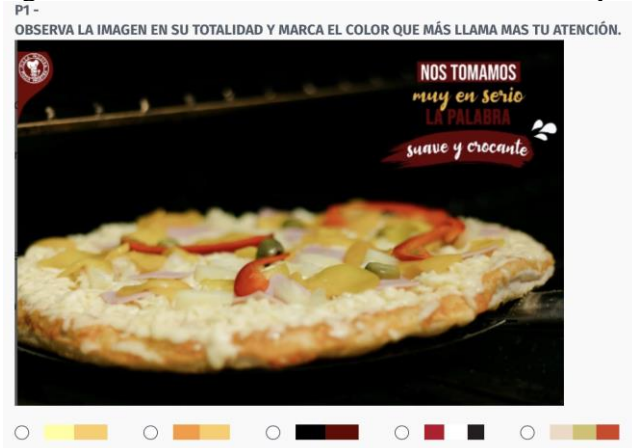 P1 -
OBSERVA LA IMAGEN EN SU TOTALIDAD Y MARCA EL COLOR QUE MÁS LLAMA MAS TU ATENCIÓN.
NOS TOMAMOS
muy en serio
LA PALABRA
suave y crocante